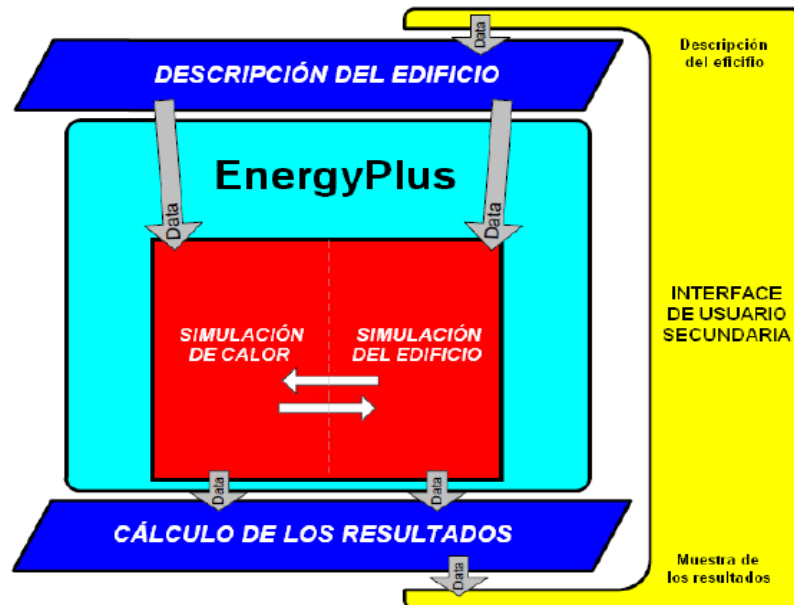 Data
Descripción
del eficifio
DESCRIPCIÓN DEL EDIFICIO
EnergyPlus
Data
Data
INTERFACE
DE USUARIO
SECUNDARIA
SIMULACIÓN
DE CALOR
SIMULACIÓN
DEL EDIFICIO
Data
Data
CÁLCULO DE LOS RESULTADOS
Data
Muestra de
los resultados